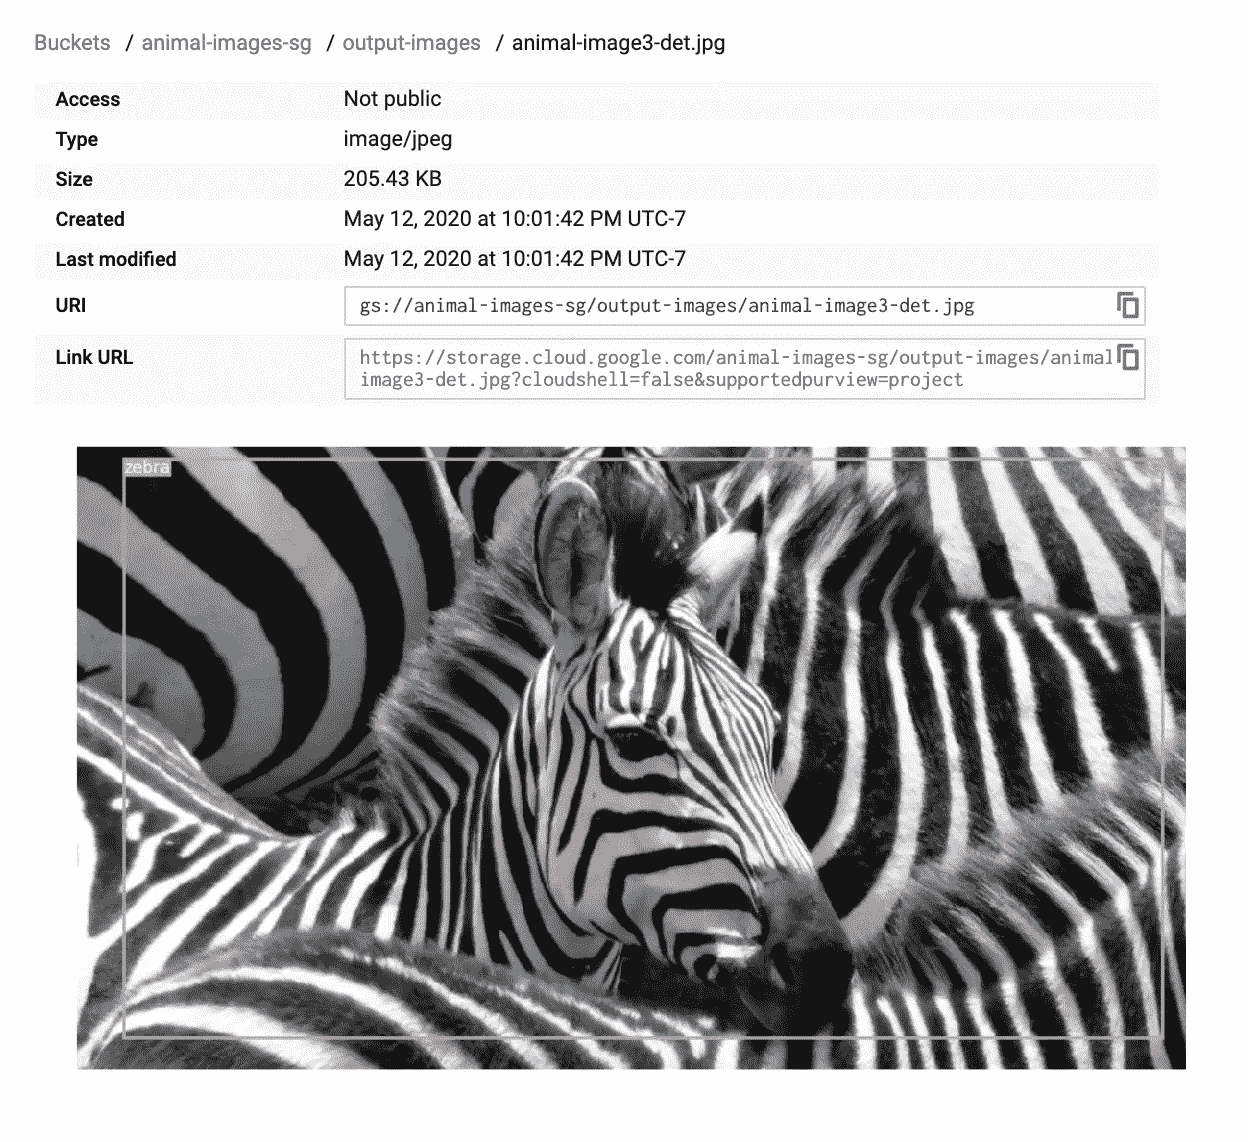 Buckets / animal-images-sg / output-images / animal-image3-det.jpg
Access Not public
Type image/jpeg
Size 205.43 KB
Created May 12, 2020 at 10:01:42 PM UTC-7
Last modified May 12, 2020 at 10:01:42 PM UTC-7
URI gs://animal-images-sg/output-images/animal-image3-det.jpg
Link URL https://storage.cloud.google.com/animal-images-sg/output-images/animal
image3-det.jpg?cloudshell=false&supportedpurview=project
zebra